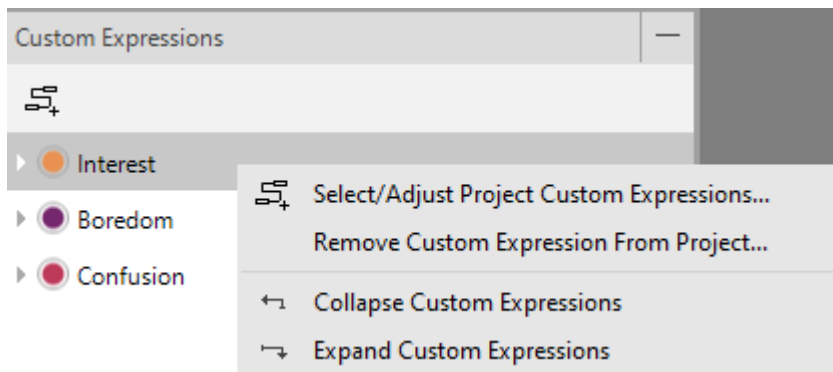 Custom Expressions
Interest
Select/Adjust Project Custom Expressions...
Boredom
Remove Custom Expression From Project...
Confusion
Collapse Custom Expressions
Expand Custom Expressions